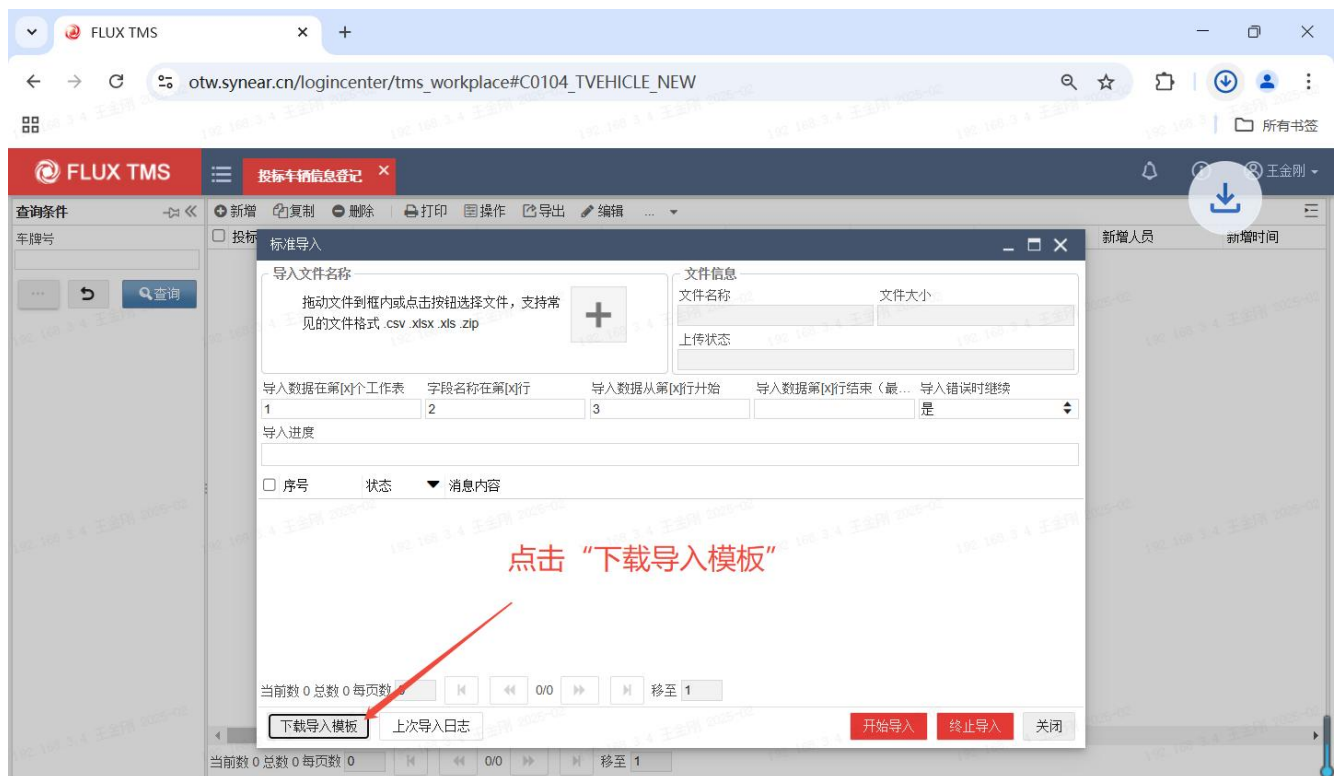 FLUX TMS
otw.synear.cn/logincenter/tms_workplace#C0104_TVEHICLE_NEW
所有书签
FLUX TMS
投标车辆信息登记
王金刚
查询条件
新增 复制 删除 打印 置操作 导出 编辑 ...
车牌号
投标
新增人员 新增时间
... 查询
标准导入
导入文件名称
拖动文件到框内或点击按钮选择文件，支持常
见的文件格式 .csv .xlsx .xls .zip
文件信息
文件名称 文件大小
上传状态
导入数据在第[X]个工作表 字段名称在第[X]行 导入数据从第[X]行开始 导入数据第[X]行结束（最... 导入错误时继续
1 2 3 是
导入进度
序号 状态 消息内容
点击“下载导入模板”
当前数 0 总数 0 每页数 0/0 移至 1
下载导入模板 上次导入日志 开始导入 终止导入 关闭
当前数 0 总数 0 每页数 0 0/0 移至 1